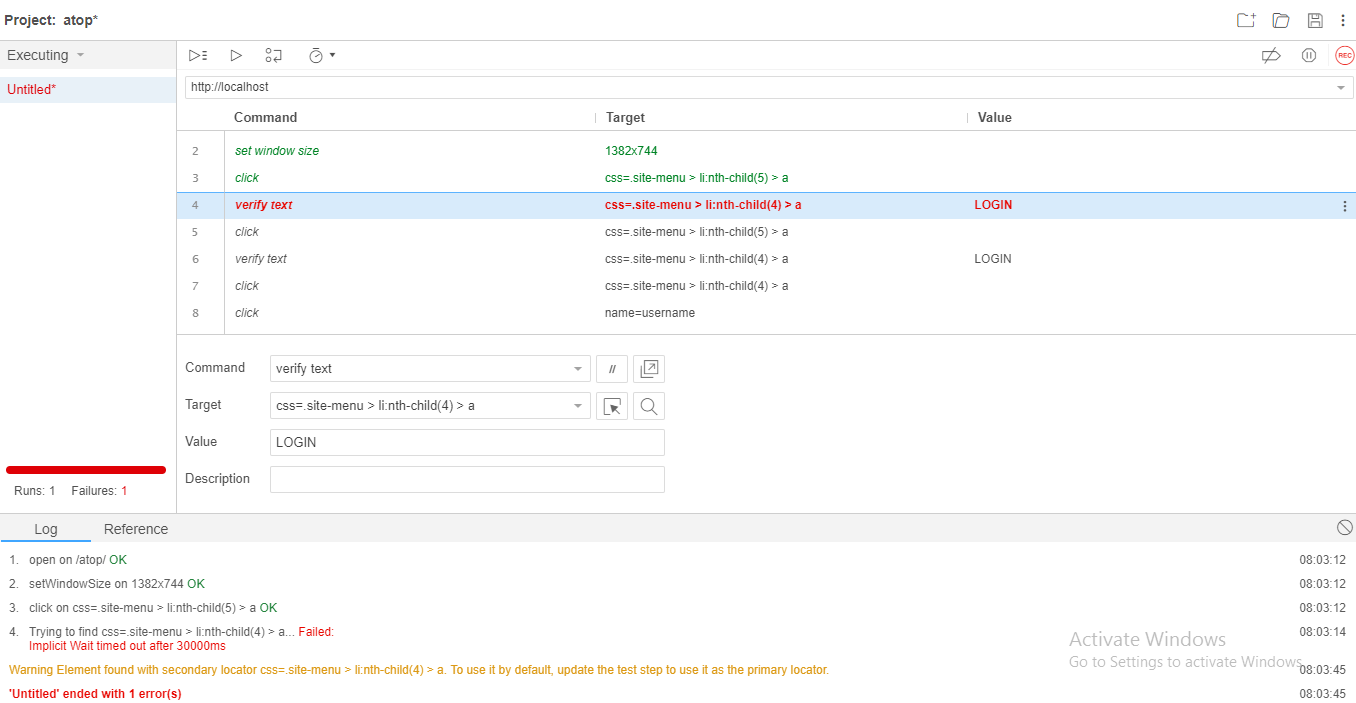 Project: atop*
Executing
REC
Untitled*
http://localhost
Command Target Value
2 set window size 1382x744
3 click css=.site-menu > li:nth-child(5) > a
4 verify text css=.site-menu > li:nth-child(4) > a LOGIN
5 click css=.site-menu > li:nth-child(5) > a
6 verify text css=.site-menu > li:nth-child(4) > a LOGIN
7 click css=.site-menu > li:nth-child(4) > a
8 click name=username
Command verify text //
Target css=.site-menu > li:nth-child(4) > a
Value LOGIN
Description
Runs: 1 Failures: 1
Log Reference
1. open on /atop/ OK 08:03:12
2. setWindowSize on 1382x744 OK 08:03:12
3. click on css=.site-menu > li:nth-child(5) > a OK 08:03:12
4. Trying to find css=.site-menu > li:nth-child(4) > a... Failed: 08:03:14
Implicit Wait timed out after 30000ms
Activate Windows
Go to Settings to activate Windows.
Warning Element found with secondary locator css=.site-menu > li:nth-child(4) > a. To use it by default, update the test step to use it as the primary locator. 08:03:45
'Untitled' ended with 1 error(s) 08:03:45